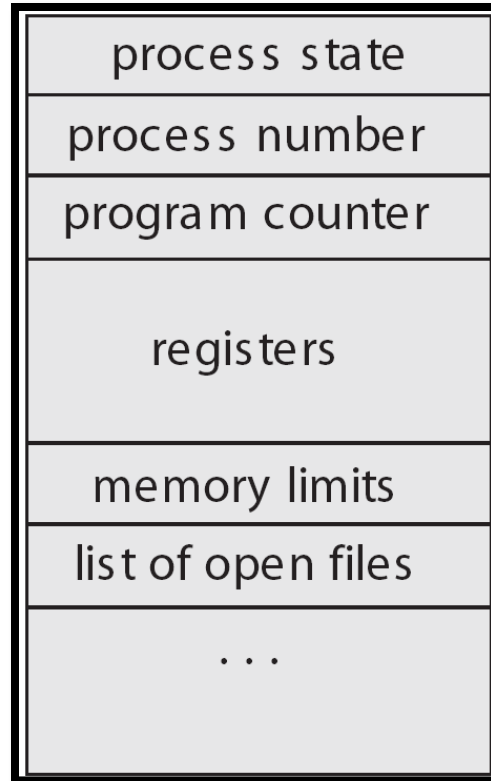 process state
process number
program counter
registers
memory limits
list of open files
. . .